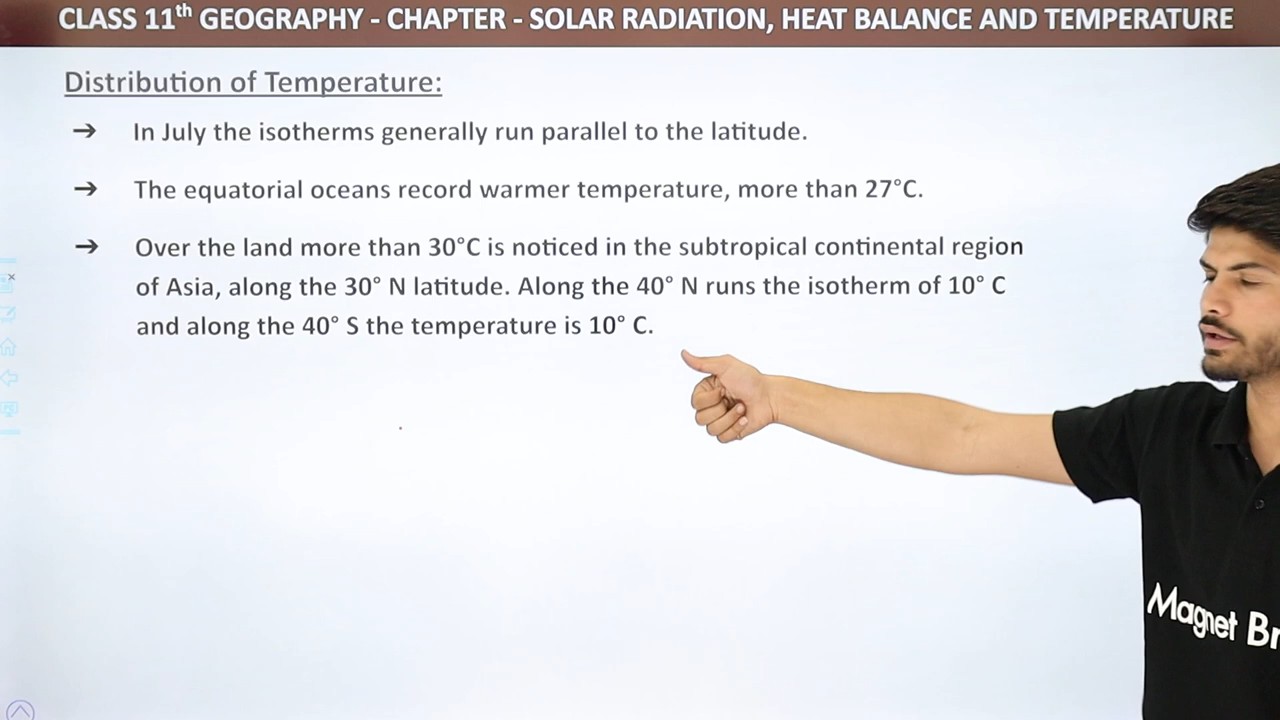 CLASS 11th GEOGRAPHY - CHAPTER - SOLAR RADIATION, HEAT BALANCE AND TEMPERATURE
Distribution of Temperature:
➔ In July the isotherms generally run parallel to the latitude.
➔ The equatorial oceans record warmer temperature, more than 27°C.
➔ Over the land more than 30°C is noticed in the subtropical continental region
of Asia, along the 30° N latitude. Along the 40° N runs the isotherm of 10° C
and along the 40° S the temperature is 10° C.
Magnet Br